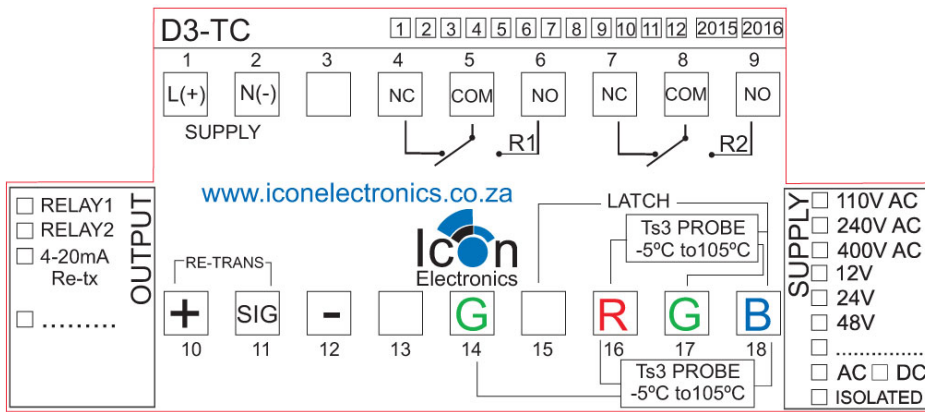 D3-TC 1 2 3 4 5 6 7 8 9 10 11 12 2015 2016
1 2 3 4 5 6 7 8 9
L(+) N(-) NC COM NO NC COM NO
SUPPLY
R1 R2
www.iconelectronics.co.za
Icon
Electronics
LATCH
Ts3 PROBE
-5ºC to105ºC
RE-TRANS
+ SIG - G R G B
10 11 12 13 14 15 16 17 18
Ts3 PROBE
-5ºC to105ºC
OUTPUT
RELAY1
RELAY2
4-20mA
Re-tx
.........
SUPPLY
110V AC
240V AC
400V AC
12V
24V
48V
...............
AC DC
ISOLATED